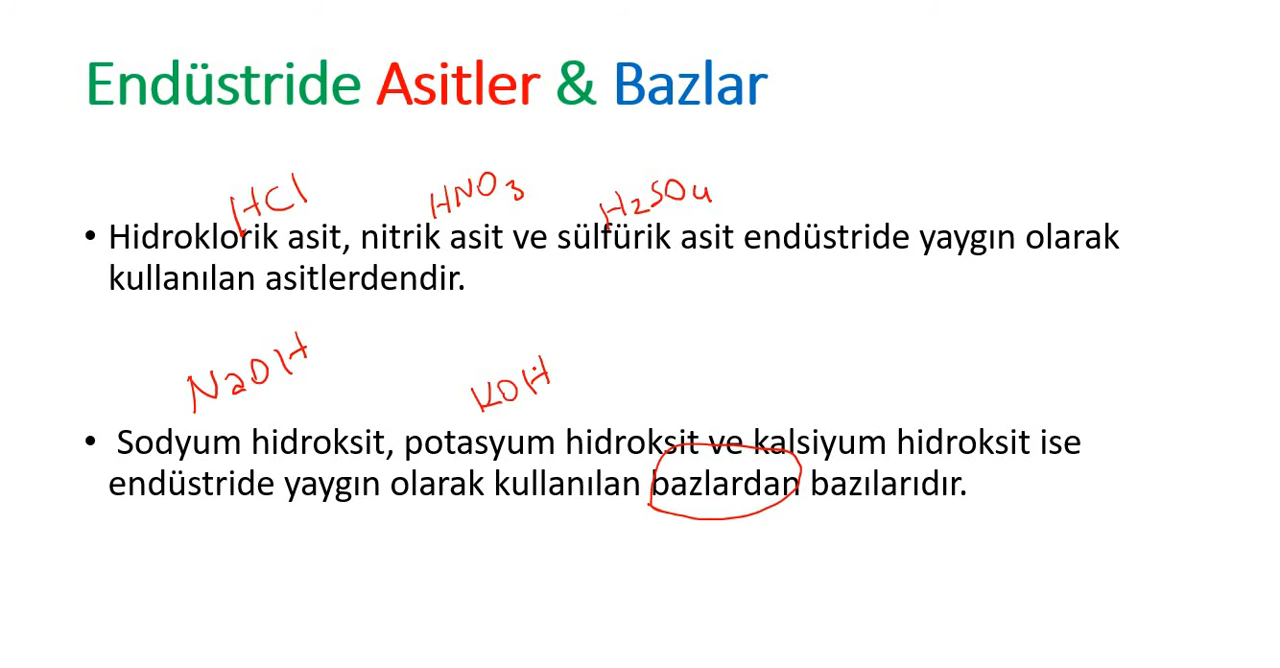 Endüstride Asitler & Bazlar
HCl HNO3 H2SO4
• Hidroklorik asit, nitrik asit ve sülfürik asit endüstride yaygın olarak
kullanılan asitlerdendir.
NaOH KOH
• Sodyum hidroksit, potasyum hidroksit ve kalsiyum hidroksit ise
endüstride yaygın olarak kullanılan bazlardan bazılarıdır.